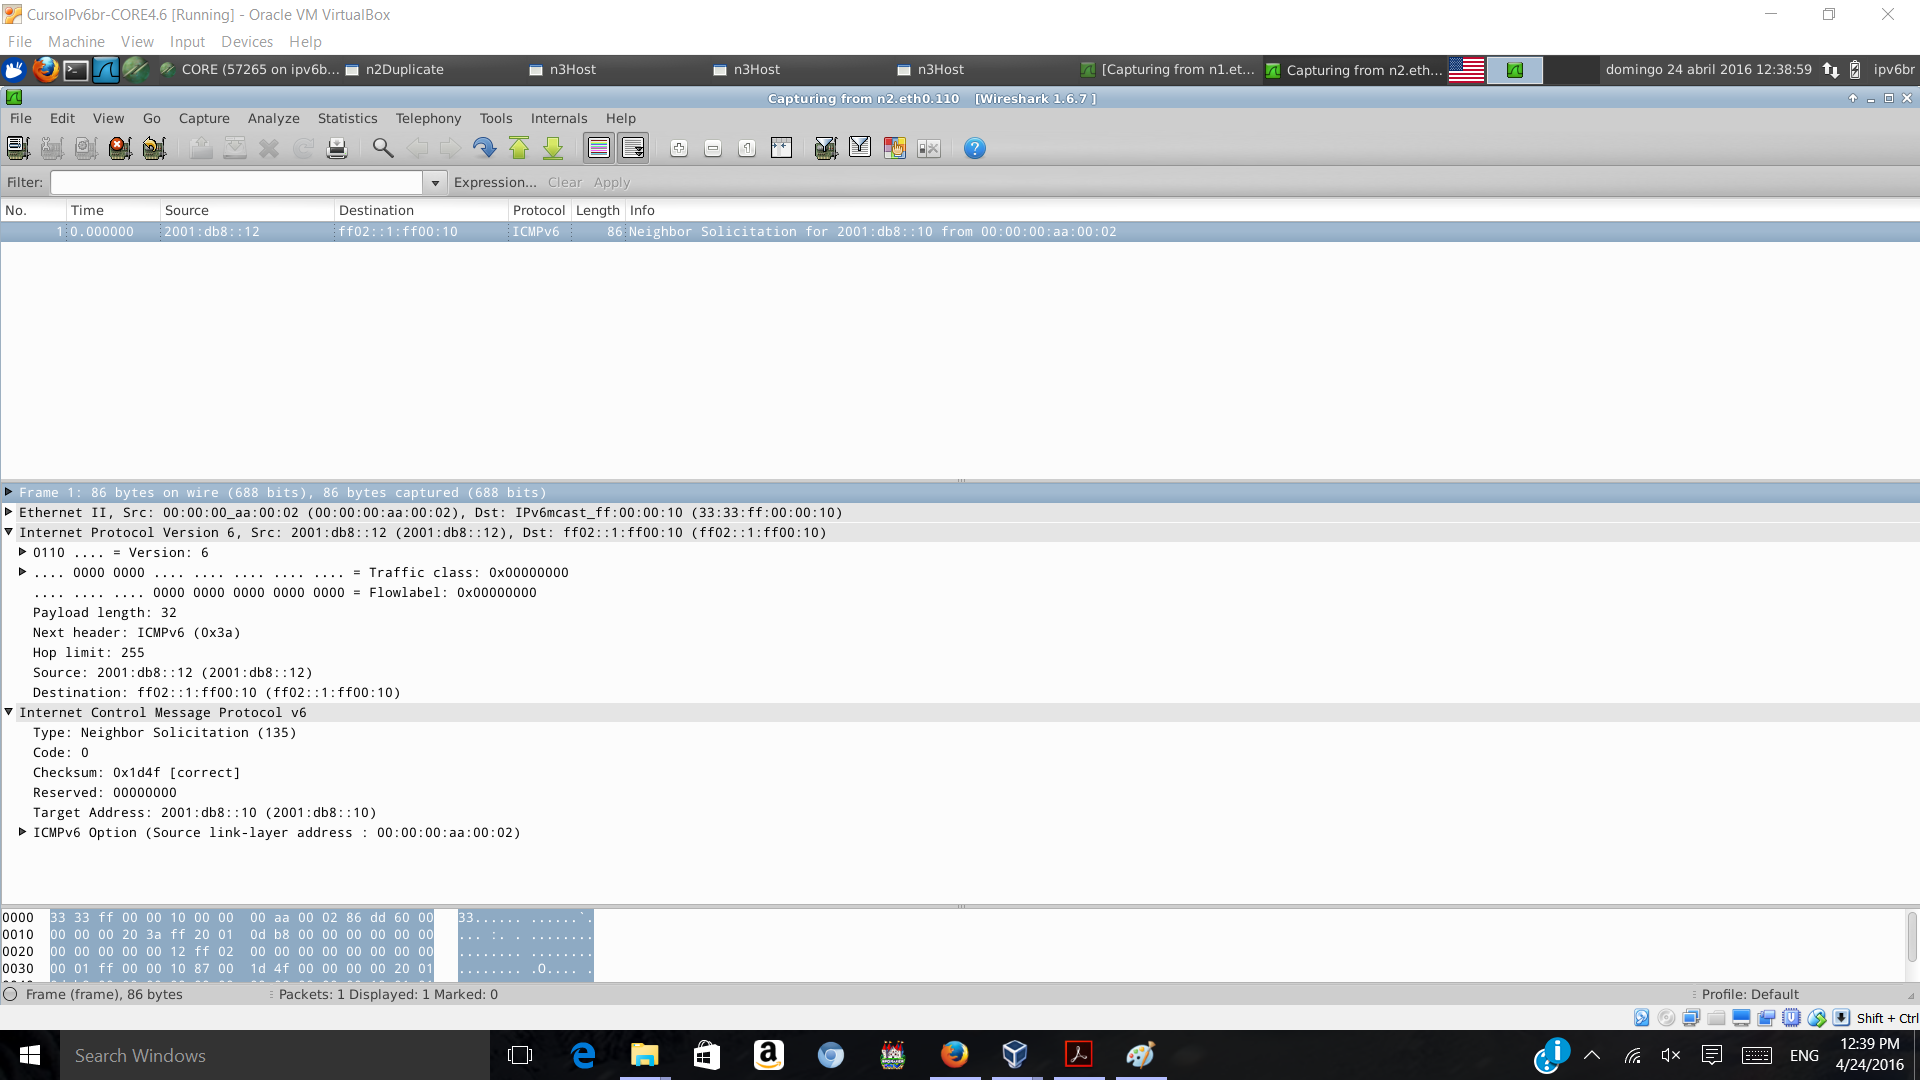 CursoIPv6br-CORE4.6 [Running] - Oracle VM VirtualBox
File Machine View Input Devices Help
CORE (57265 on ipv6b... n2Duplicate n3Host n3Host n3Host [Capturing from n1.et... Capturing from n2.eth... domingo 24 abril 2016 12:38:59 ipv6br
Capturing from n2.eth0.110 [Wireshark 1.6.7 ]
File Edit View Go Capture Analyze Statistics Telephony Tools Internals Help
Filter: Expression... Clear Apply
No. Time Source Destination Protocol Length Info
1 0.000000 2001:db8::12 ff02::1:ff00:10 ICMPv6 86 Neighbor Solicitation for 2001:db8::10 from 00:00:00:aa:00:02
Frame 1: 86 bytes on wire (688 bits), 86 bytes captured (688 bits)
Ethernet II, Src: 00:00:00_aa:00:02 (00:00:00:aa:00:02), Dst: IPv6mcast_ff:00:00:10 (33:33:ff:00:00:10)
Internet Protocol Version 6, Src: 2001:db8::12 (2001:db8::12), Dst: ff02::1:ff00:10 (ff02::1:ff00:10)
0110 .... = Version: 6
.... 0000 0000 .... .... .... .... .... = Traffic class: 0x00000000
.... .... .... 0000 0000 0000 0000 0000 = Flowlabel: 0x00000000
Payload length: 32
Next header: ICMPv6 (0x3a)
Hop limit: 255
Source: 2001:db8::12 (2001:db8::12)
Destination: ff02::1:ff00:10 (ff02::1:ff00:10)
Internet Control Message Protocol v6
Type: Neighbor Solicitation (135)
Code: 0
Checksum: 0x1d4f [correct]
Reserved: 00000000
Target Address: 2001:db8::10 (2001:db8::10)
ICMPv6 Option (Source link-layer address : 00:00:00:aa:00:02)
0000 33 33 ff 00 00 10 00 00 00 aa 00 02 86 dd 60 00 33...... ......`.
0010 00 00 00 20 3a ff 20 01 0d b8 00 00 00 00 00 00 ... :. . ........
0020 00 00 00 00 00 12 ff 02 00 00 00 00 00 00 00 00 ........ ........
0030 00 01 ff 00 00 10 87 00 1d 4f 00 00 00 00 20 01 ........ .O.... .
Frame (frame), 86 bytes Packets: 1 Displayed: 1 Marked: 0 Profile: Default
Shift + Ctrl
Search Windows ENG 12:39 PM
4/24/2016